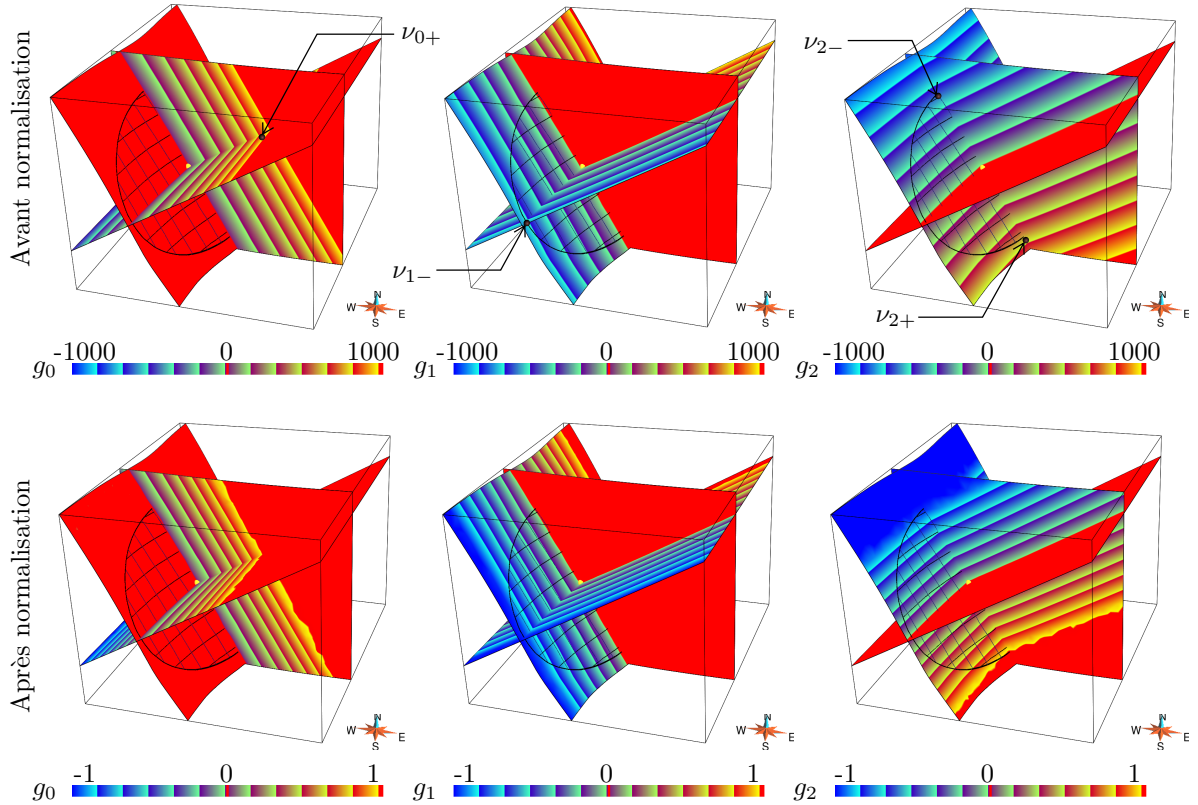 Avant normalisation
ν0+
ν1−
ν2−
ν2+
N
W E
S
N
W E
S
N
W E
S
g0 -1000 0 1000
g1 -1000 0 1000
g2 -1000 0 1000
Après normalisation
N
W E
S
N
W E
S
N
W E
S
g0 -1 0 1
g1 -1 0 1
g2 -1 0 1